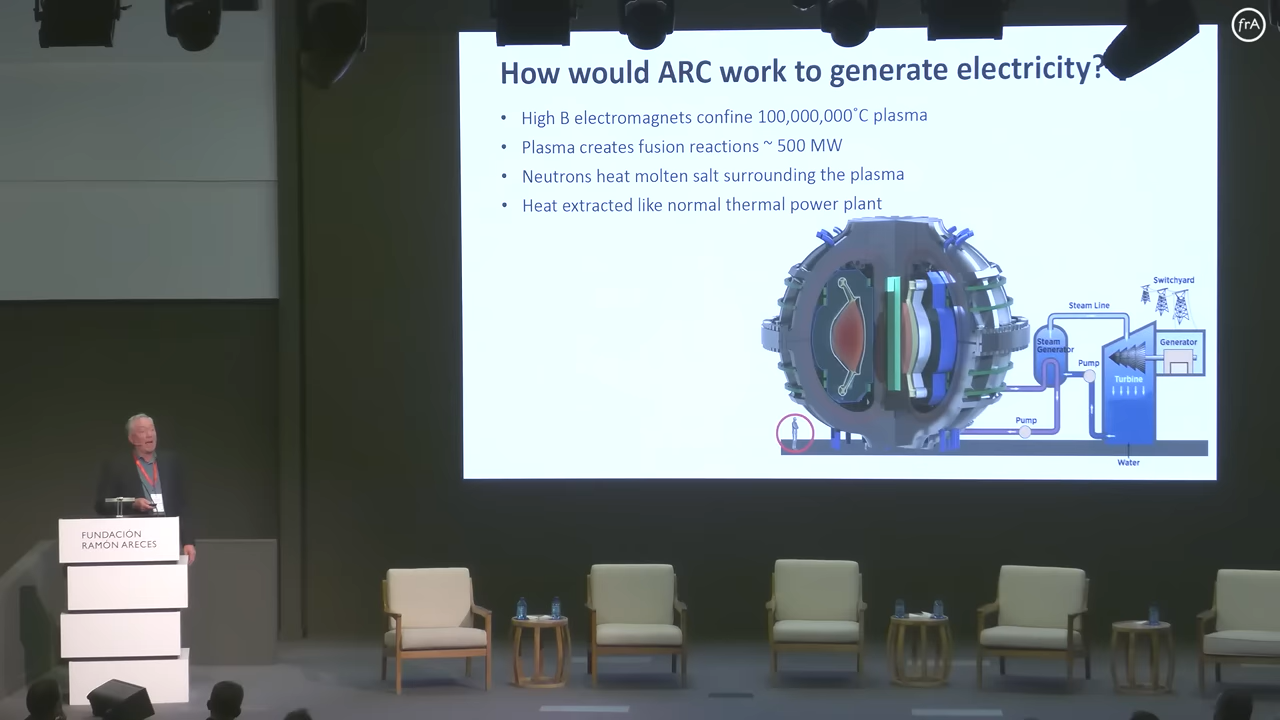 frA
How would ARC work to generate electricity?
• High B electromagnets confine 100,000,000°C plasma
• Plasma creates fusion reactions ~ 500 MW
• Neutrons heat molten salt surrounding the plasma
• Heat extracted like normal thermal power plant
Switchyard
Steam Line
Steam
Generator
Generator
Pump
Turbine
Pump
Water
FUNDACIÓN
RAMÓN ARECES